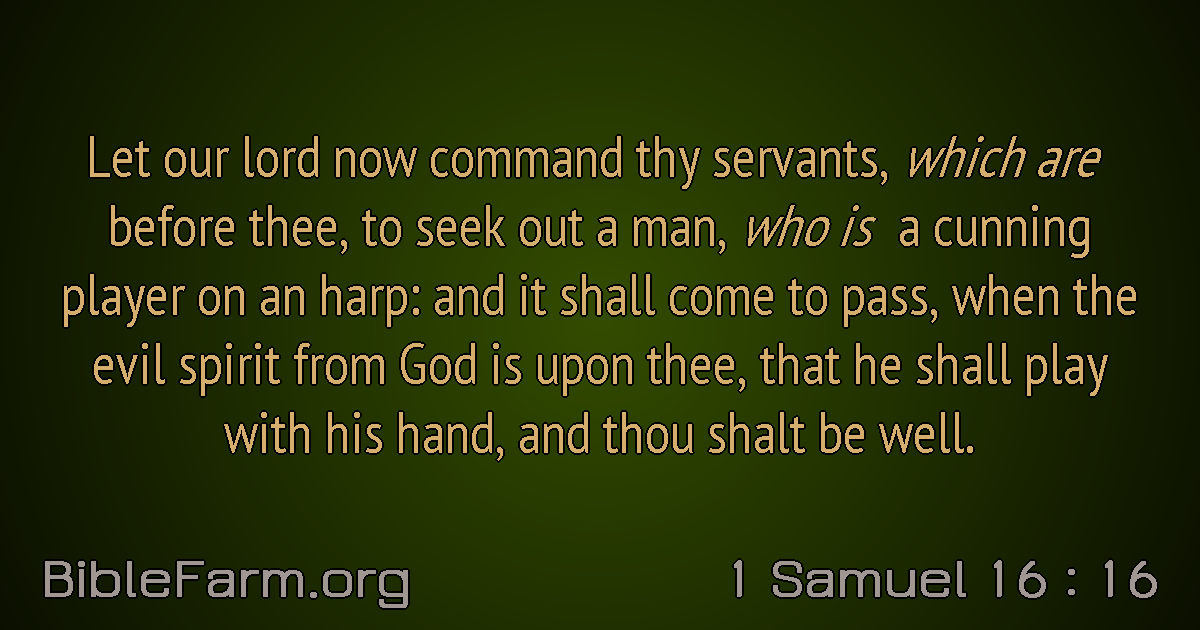 Let our lord now command thy servants, which are
before thee, to seek out a man, who is a cunning
player on an harp: and it shall come to pass, when the
evil spirit from God is upon thee, that he shall play
with his hand, and thou shalt be well.
BibleFarm.org
1 Samuel 16 : 16